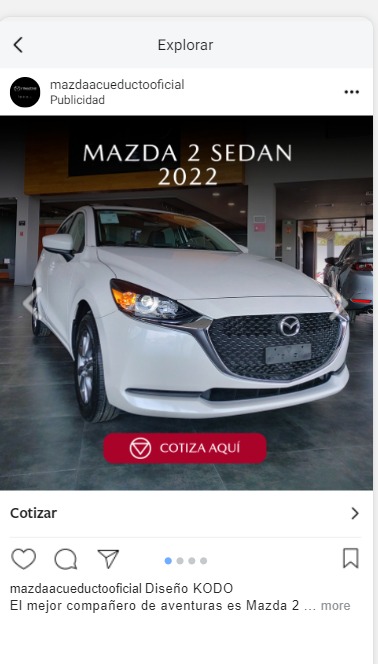 Explorar
mazdaacueductooficial
Publicidad
MAZDA 2 SEDAN
2022
COTIZA AQUÍ
Cotizar
mazdaacueductooficial Diseño KODO
El mejor compañero de aventuras es Mazda 2 ... more